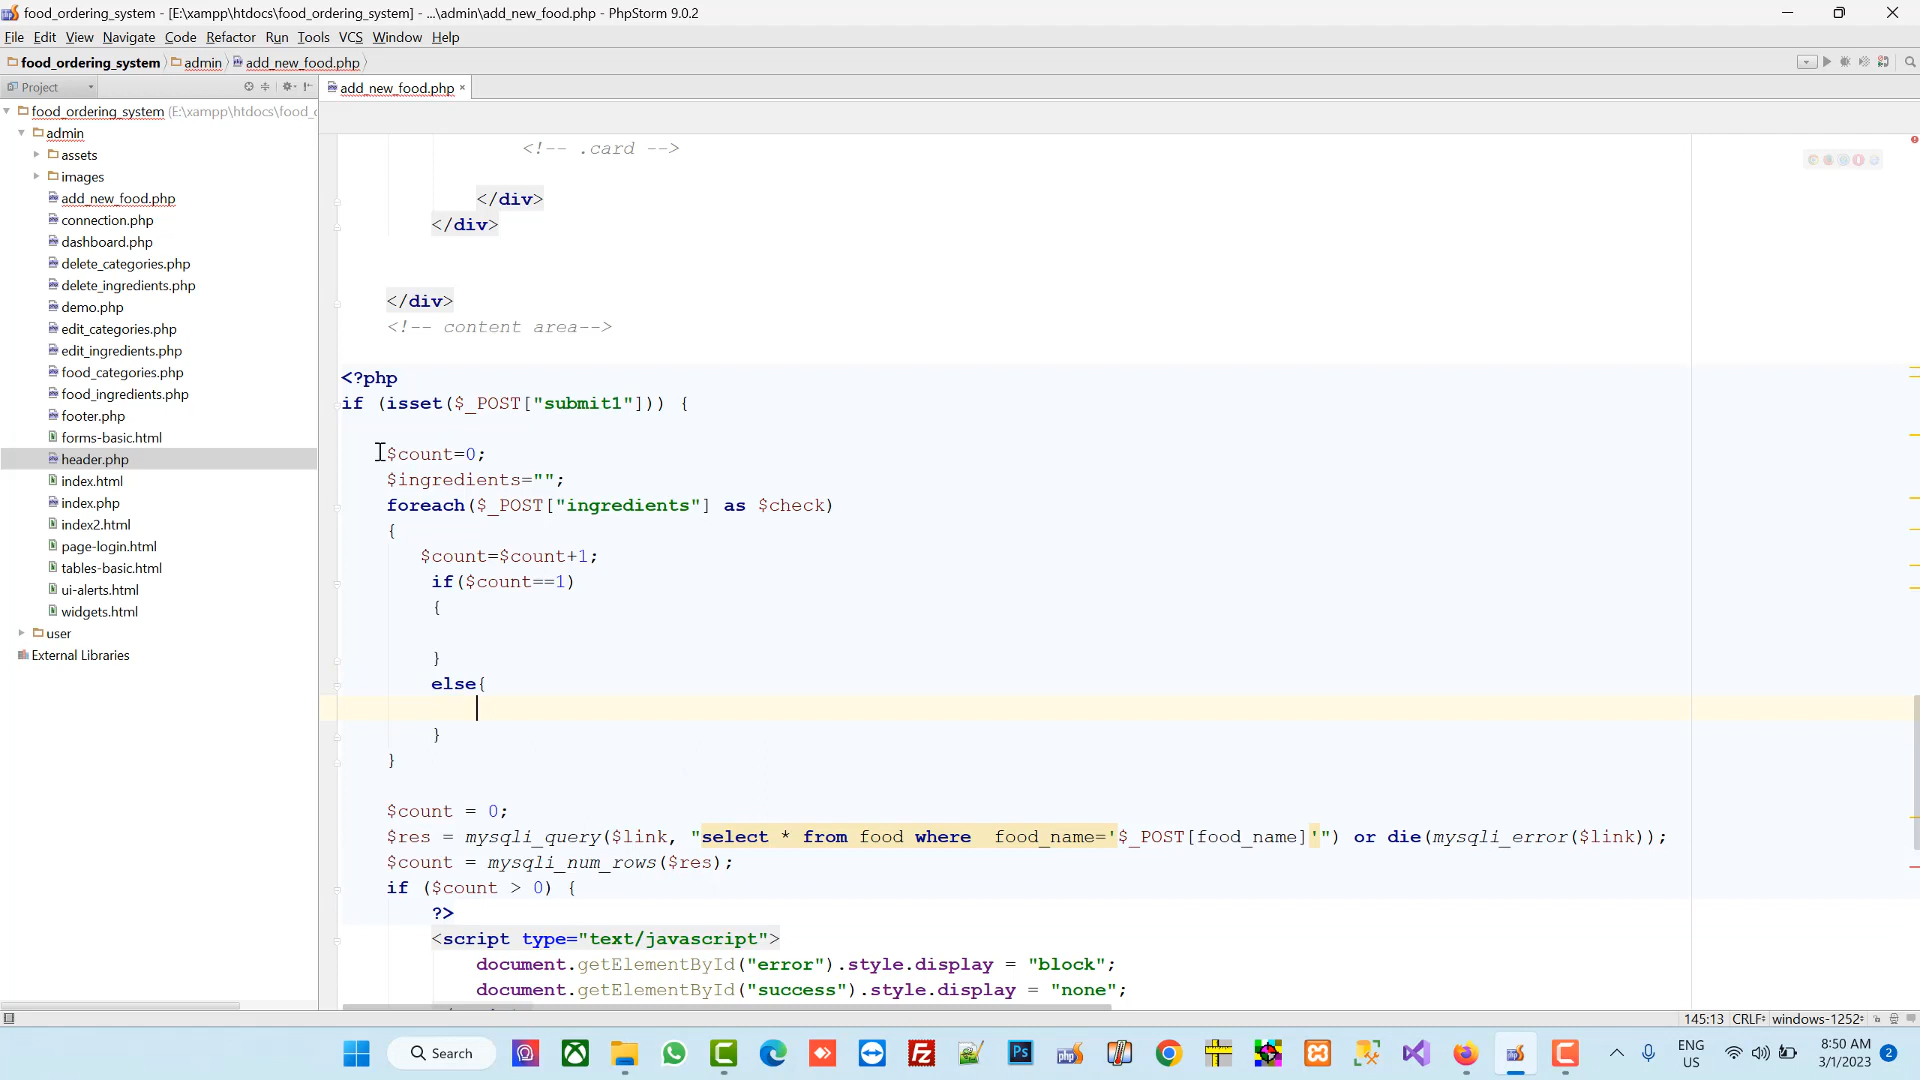 food_ordering_system - [E:\xampp\htdocs\food_ordering_system] - ...\admin\add_new_food.php - PhpStorm 9.0.2
File Edit View Navigate Code Refactor Run Tools VCS Window Help
food_ordering_system admin add_new_food.php
Project
add_new_food.php
food_ordering_system (E:\xampp\htdocs\food_c
admin
assets
images
add_new_food.php
connection.php
dashboard.php
delete_categories.php
delete_ingredients.php
demo.php
edit_categories.php
edit_ingredients.php
food_categories.php
food_ingredients.php
footer.php
forms-basic.html
header.php
index.html
index.php
index2.html
page-login.html
tables-basic.html
ui-alerts.html
widgets.html
user
External Libraries
<!-- .card -->
</div>
</div>
</div>
<!-- content area-->
<?php
if (isset($_POST["submit1"])) {
$count=0;
$ingredients="";
foreach($_POST["ingredients"] as $check)
{
$count=$count+1;
if($count==1)
{
}
else{
}
}
$count = 0;
$res = mysqli_query($link, "select * from food where  food_name='$_POST[food_name]'") or die(mysqli_error($link));
$count = mysqli_num_rows($res);
if ($count > 0) {
?>
<script type="text/javascript">
document.getElementById("error").style.display = "block";
document.getElementById("success").style.display = "none";
145:13 CRLF windows-1252
Search
ENG
US
8:50 AM
3/1/2023
2